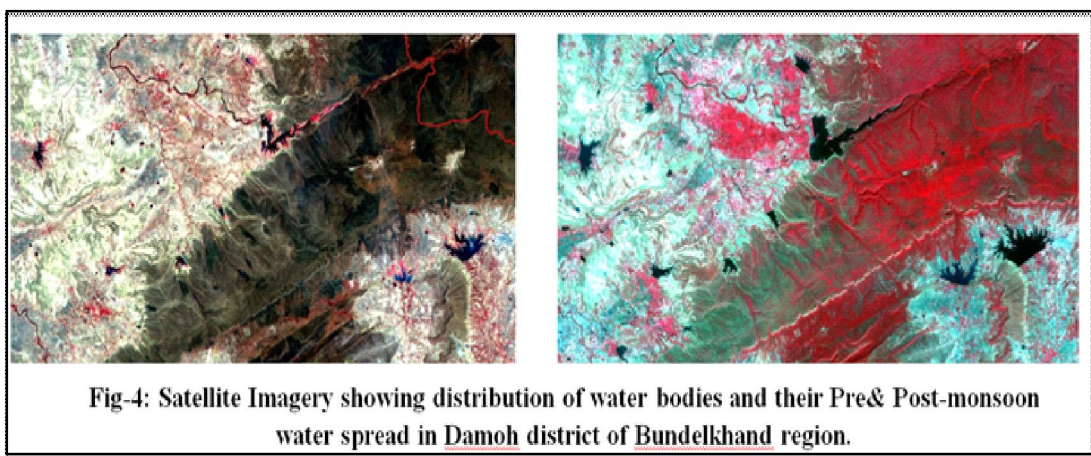 Fig-4: Satellite Imagery showing distribution of water bodies and their Pre& Post-monsoon
water spread in Damoh district of Bundelkhand region.